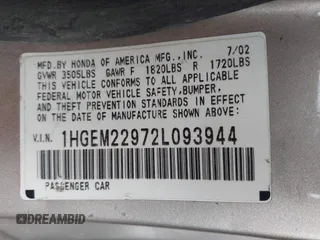 MFD. BY HONDA OF AMERICA MFG., INC. 7/02
GVWR 3505LBS GAWR F 1820LBS R 1720LBS
THIS VEHICLE CONFORMS TO ALL APPLICABLE
FEDERAL MOTOR VEHICLE SAFETY, BUMPER,
AND THEFT PREVENTION STANDARDS IN EFFECT
ON THE DATE OF MANUFACTURE SHOWN ABOVE.
V.I.N. 1HGEM22972L093944
PASSENGER CAR
DREAMBID